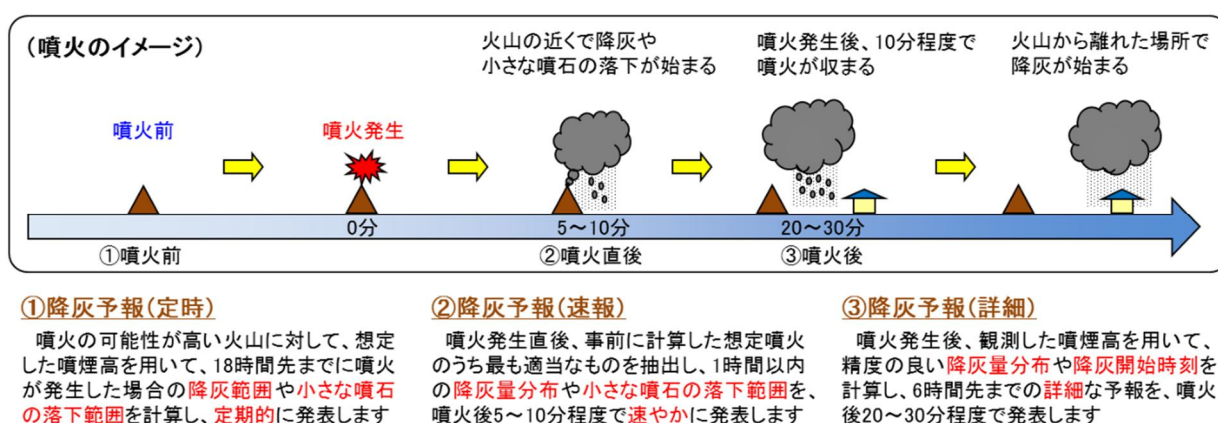 (噴火のイメージ)
火山の近くで降灰や
小さな噴石の落下が始まる
噴火発生後、10分程度で
噴火が収まる
火山から離れた場所で
降灰が始まる
噴火前
噴火発生
0分
5～10分
20～30分
①噴火前
②噴火直後
③噴火後
①降灰予報(定時)
噴火の可能性が高い火山に対して、想定
した噴煙高を用いて、18時間先までに噴火
が発生した場合の降灰範囲や小さな噴石
の落下範囲を計算し、定期的に発表します
②降灰予報(速報)
噴火発生直後、事前に計算した想定噴火
のうち最も適当なものを抽出し、1時間以内
の降灰量分布や小さな噴石の落下範囲を、
噴火後5～10分程度で速やかに発表します
③降灰予報(詳細)
噴火発生後、観測した噴煙高を用いて、
精度の良い降灰量分布や降灰開始時刻を
計算し、6時間先までの詳細な予報を、噴火
後20～30分程度で発表します